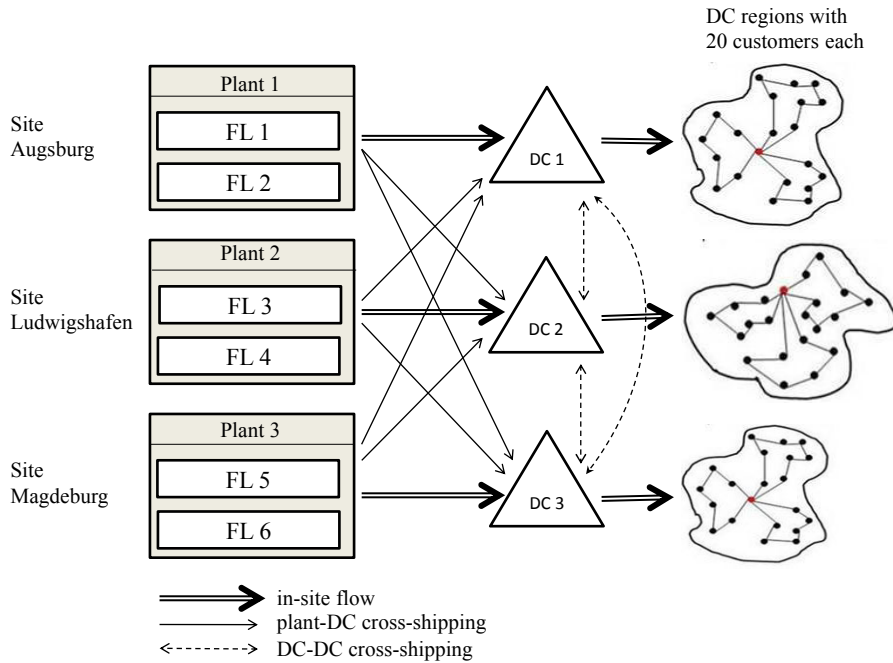 DC regions with
20 customers each
Site
Augsburg
Plant 1
FL 1
FL 2
DC 1
Site
Ludwigshafen
Plant 2
FL 3
FL 4
DC 2
Site
Magdeburg
Plant 3
FL 5
FL 6
DC 3
in-site flow
plant-DC cross-shipping
DC-DC cross-shipping